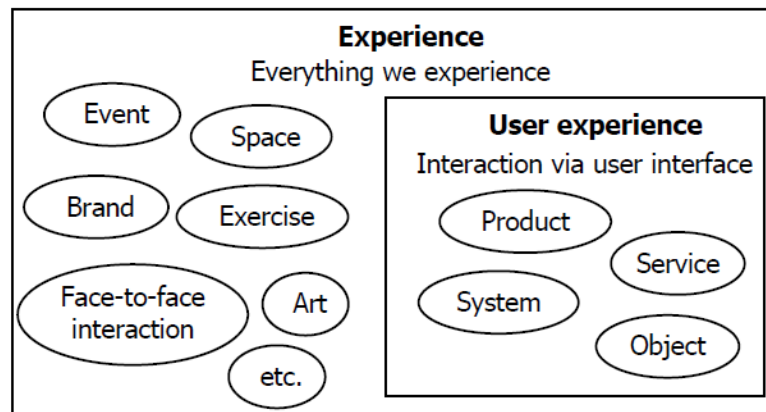 Experience
Everything we experience
Event
Space
Brand
Exercise
Face-to-face
interaction
Art
etc.
User experience
Interaction via user interface
Product
Service
System
Object